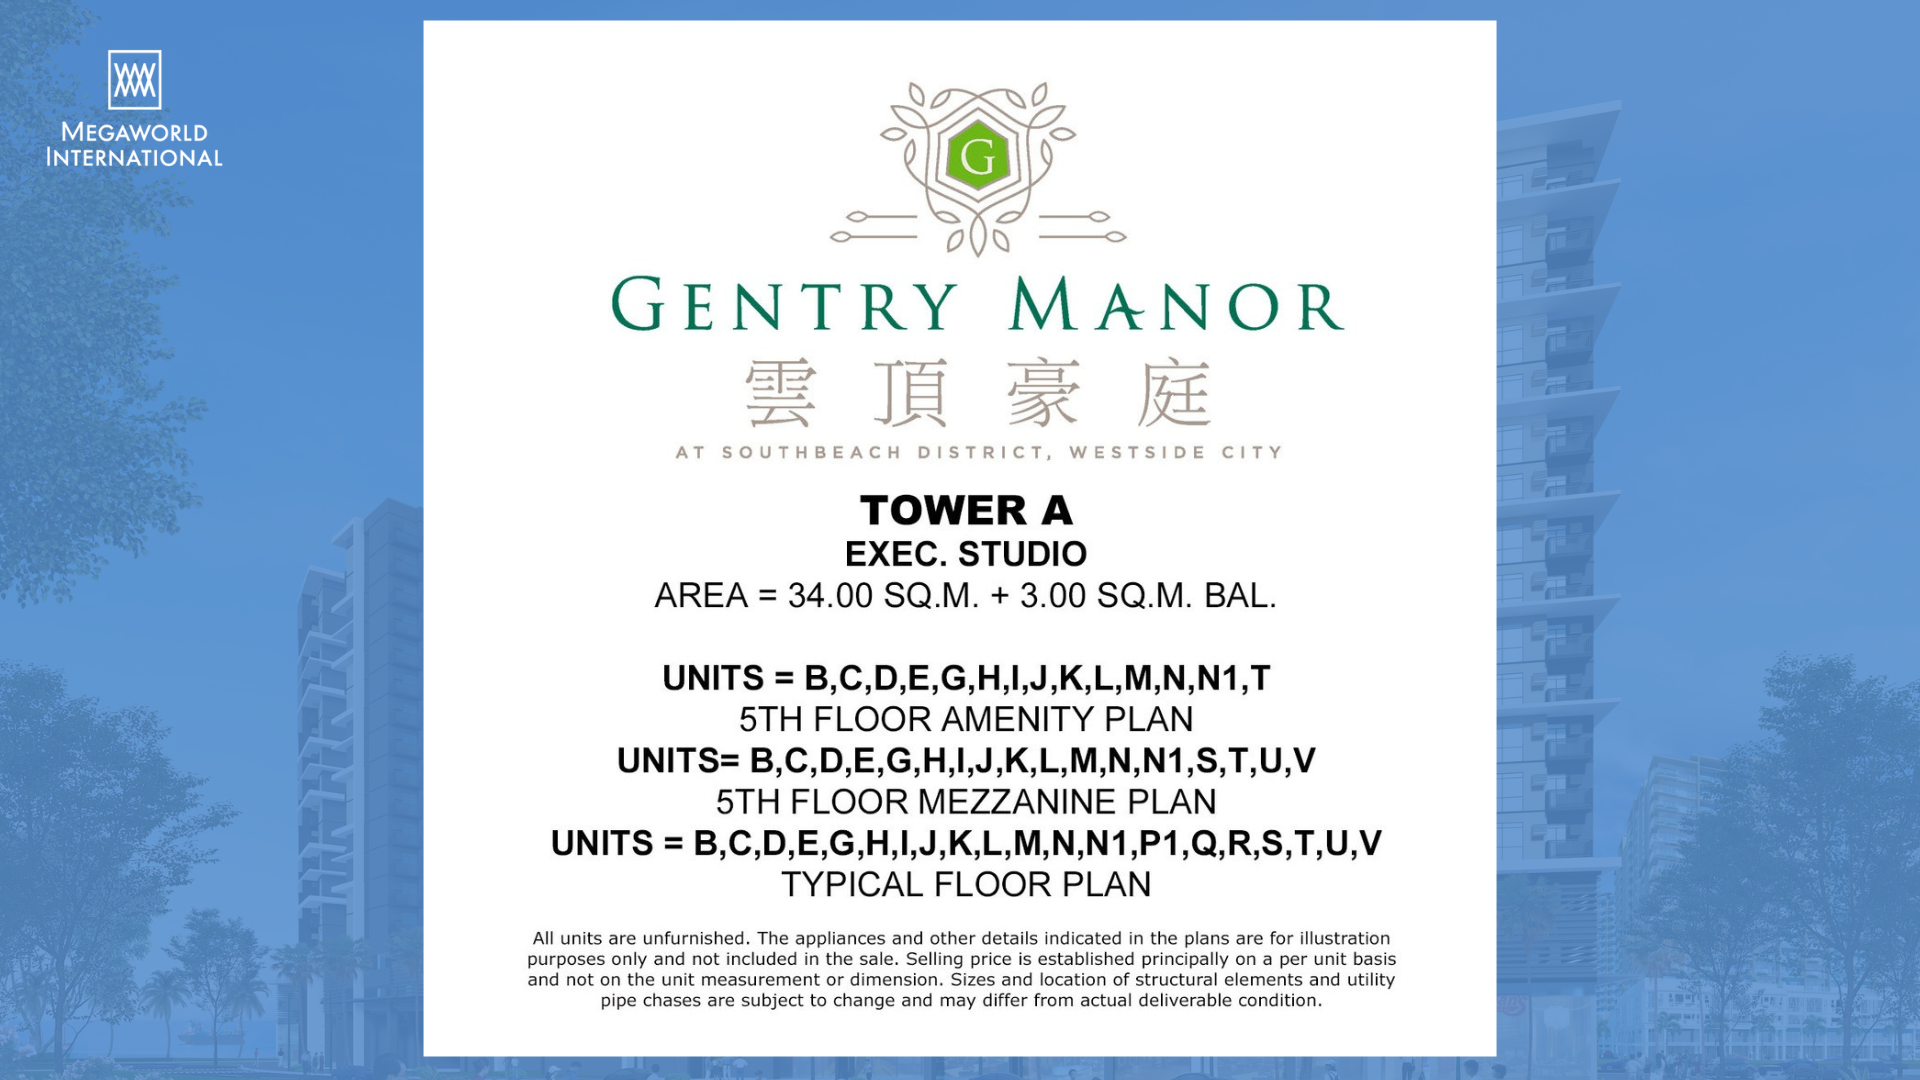 MEGAWORLD
INTERNATIONAL
G
GENTRY MANOR
雲頂豪庭
AT SOUTHBEACH DISTRICT, WESTSIDE CITY
TOWER A
EXEC. STUDIO
AREA = 34.00 SQ.M. + 3.00 SQ.M. BAL.
UNITS = B,C,D,E,G,H,I,J,K,L,M,N,N1,T
5TH FLOOR AMENITY PLAN
UNITS= B,C,D,E,G,H,I,J,K,L,M,N,N1,S,T,U,V
5TH FLOOR MEZZANINE PLAN
UNITS = B,C,D,E,G,H,I,J,K,L,M,N,N1,P1,Q,R,S,T,U,V
TYPICAL FLOOR PLAN
All units are unfurnished. The appliances and other details indicated in the plans are for illustration
purposes only and not included in the sale. Selling price is established principally on a per unit basis
and not on the unit measurement or dimension. Sizes and location of structural elements and utility
pipe chases are subject to change and may differ from actual deliverable condition.